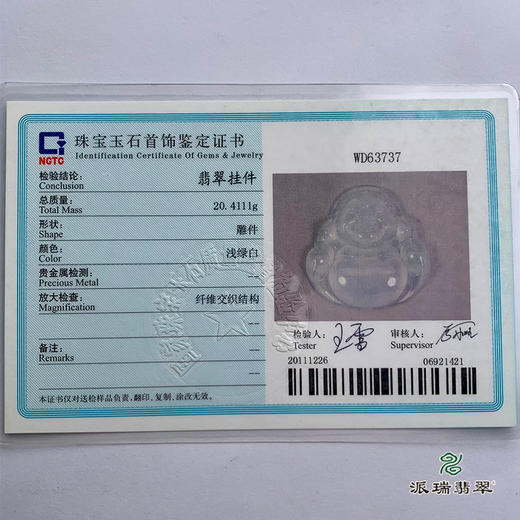 NGTC
珠宝玉石首饰鉴定证书
Identification Certificate Of Gems & Jewelry
检验结论: 翡翠挂件
Conclusion
总质量: 20.4111g
Total Mass
形状: 雕件
Shape
颜色: 浅绿白
Color
贵金属检测: --
Precious Metal
放大检查: 纤维交织结构
Magnification
--
备注: --
Remarks
--
本证书仅对送检样品负责,翻印、复制、涂改无效。
WD63737
检验人: 王雪 审核人:
Tester Supervisor
20111226 06921421
派瑞翡翠